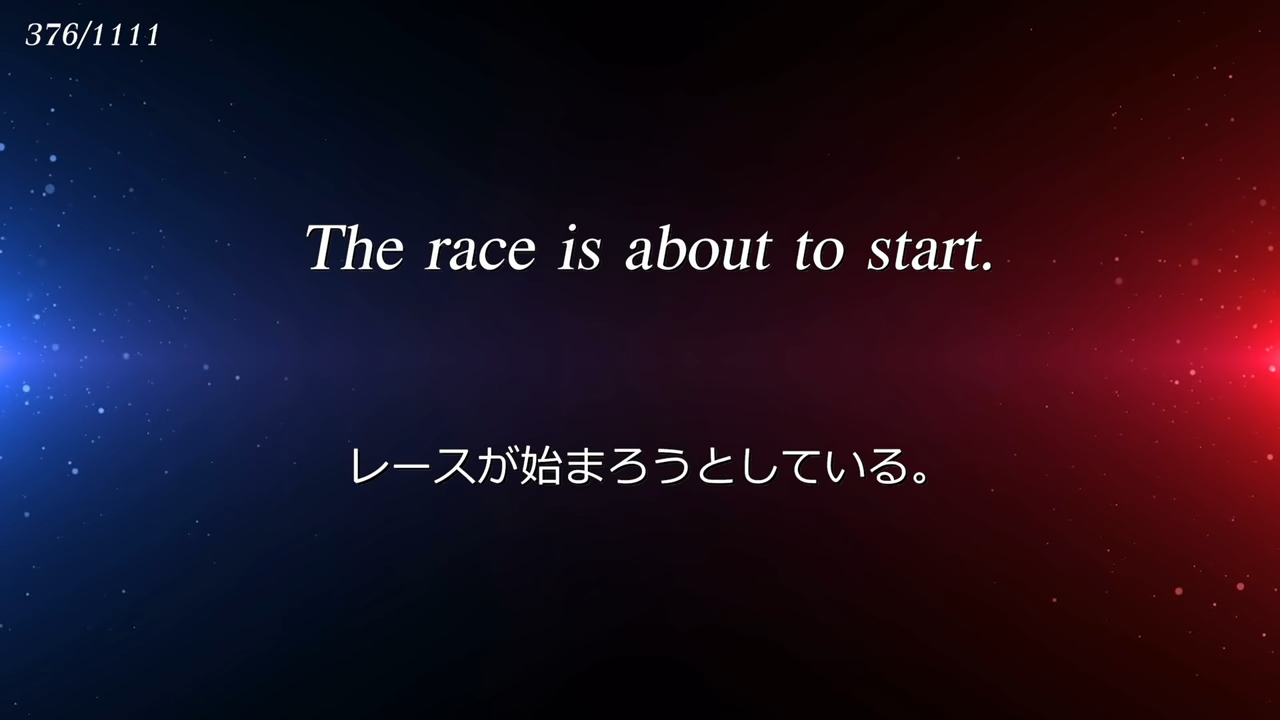 376/1111
The race is about to start.
レースが始まろうとしている。